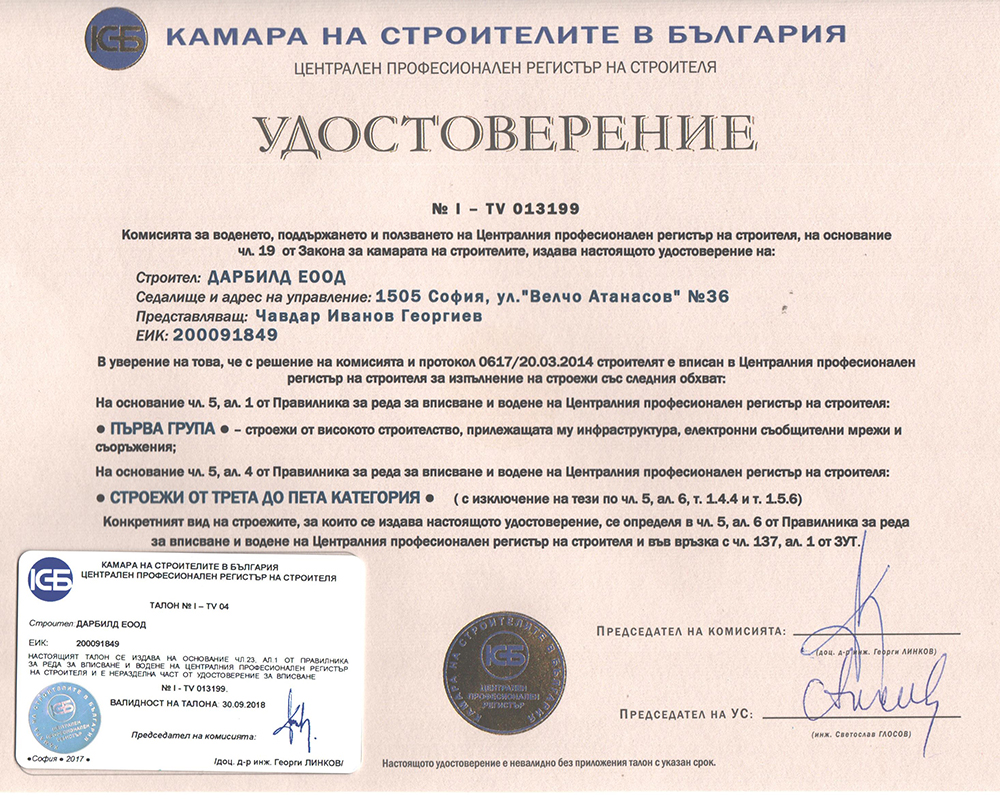 КСБ КАМАРА НА СТРОИТЕЛИТЕ В БЪЛГАРИЯ
ЦЕНТРАЛЕН ПРОФЕСИОНАЛЕН РЕГИСТЪР НА СТРОИТЕЛЯ
УДОСТОВЕРЕНИЕ
№ I – TV 013199
Комисията за воденето, поддържането и ползването на Централния професионален регистър на строителя, на основание
чл. 19 от Закона за камарата на строителите, издава настоящото удостоверение на:
Строител: ДАРБИЛД ЕООД
Седалище и адрес на управление: 1505 София, ул."Велчо Атанасов" №36
Представляващ: Чавдар Иванов Георгиев
ЕИК: 200091849
В уверение на това, че с решение на комисията и протокол 0617/20.03.2014 строителят е вписан в Централния професионален
регистър на строителя за изпълнение на строежи със следния обхват:
На основание чл. 5, ал. 1 от Правилника за реда за вписване и водене на Централния професионален регистър на строителя:
● ПЪРВА ГРУПА ● – строежи от високото строителство, прилежащата му инфраструктура, електронни съобщителни мрежи и
съоръжения;
На основание чл. 5, ал. 4 от Правилника за реда за вписване и водене на Централния професионален регистър на строителя:
● СТРОЕЖИ ОТ ТРЕТА ДО ПЕТА КАТЕГОРИЯ ● ( с изключение на тези по чл. 5, ал. 6, т. 1.4.4 и т. 1.5.6)
Конкретният вид на строежите, за които се издава настоящото удостоверение, се определя в чл. 5, ал. 6 от Правилника за реда
за вписване и водене на Централния професионален регистър на строителя и във връзка с чл. 137, ал. 1 от ЗУТ.
КСБ
КАМАРА НА СТРОИТЕЛИТЕ В БЪЛГАРИЯ
ЦЕНТРАЛЕН ПРОФЕСИОНАЛЕН РЕГИСТЪР НА СТРОИТЕЛЯ
ТАЛОН № I – TV 04
Строител ДАРБИЛД ЕООД
ЕИК: 200091849
НАСТОЯЩИЯТ ТАЛОН СЕ ИЗДАВА НА ОСНОВАНИЕ ЧЛ.23, АЛ.1 ОТ ПРАВИЛНИКА
ЗА РЕДА ЗА ВПИСВАНЕ И ВОДЕНЕ НА ЦЕНТРАЛНИЯ ПРОФЕСИОНАЛЕН РЕГИСТЪР
НА СТРОИТЕЛЯ И Е НЕРАЗДЕЛНА ЧАСТ ОТ УДОСТОВЕРЕНИЕ ЗА ВПИСВАНЕ
№ I - TV 013199.
ВАЛИДНОСТ НА ТАЛОНА 30.09.2018
Председател на комисията:
●София ● 2017 ●
/доц. д-р инж. Георги ЛИНКОВ/
КАМАРА НА СТРОИТЕЛИТЕ В БЪЛГАРИЯ
КСБ
ЦЕНТРАЛЕН
ПРОФЕСИОНАЛЕН
РЕГИСТЪР
ПРЕДСЕДАТЕЛ НА КОМИСИЯТА:
(доц. д-р инж. Георги ЛИНКОВ)
ПРЕДСЕДАТЕЛ НА УС:
(инж. Светослав ГЛОСОВ)
Настоящото удостоверение е невалидно без приложения талон с указан срок.